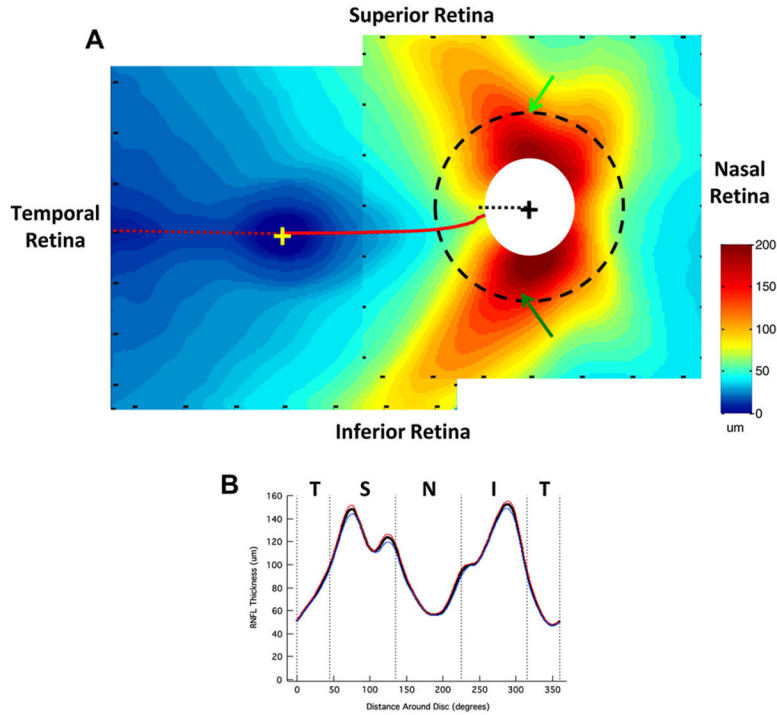 Superior Retina
A
Nasal
Retina
Temporal
Retina
200
150
100
50
0
um
Inferior Retina
B
T S N I T
160
140
120
100
80
60
40
20
0
RNFL Thickness (um)
0 50 100 150 200 250 300 350
Distance Around Disc (degrees)